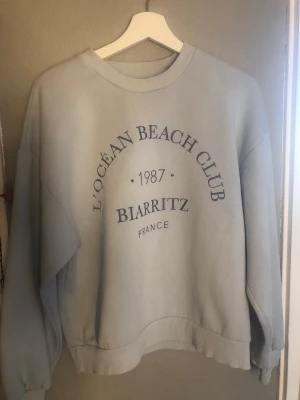 L'OCÉAN BEACH CLUB
• 1987 •
BIARRITZ
FRANCE